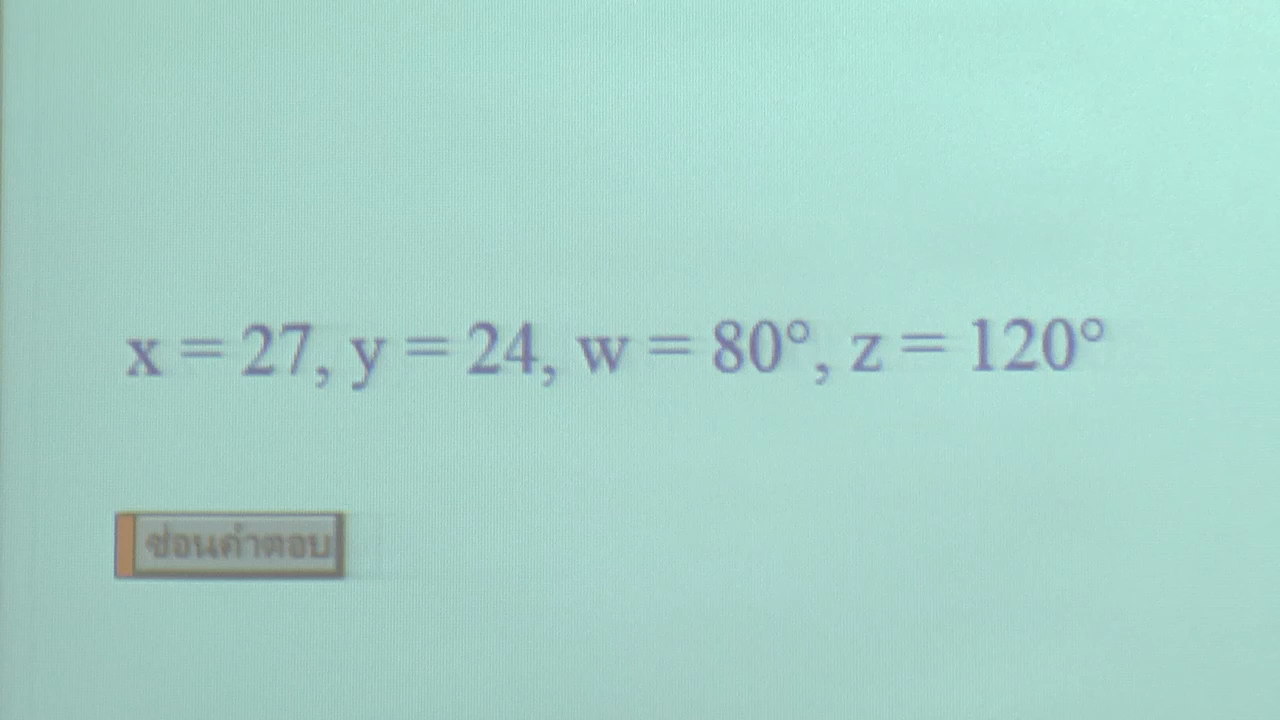 x = 27, y = 24, w = 80°, z = 120°
ซ่อนคำตอบ